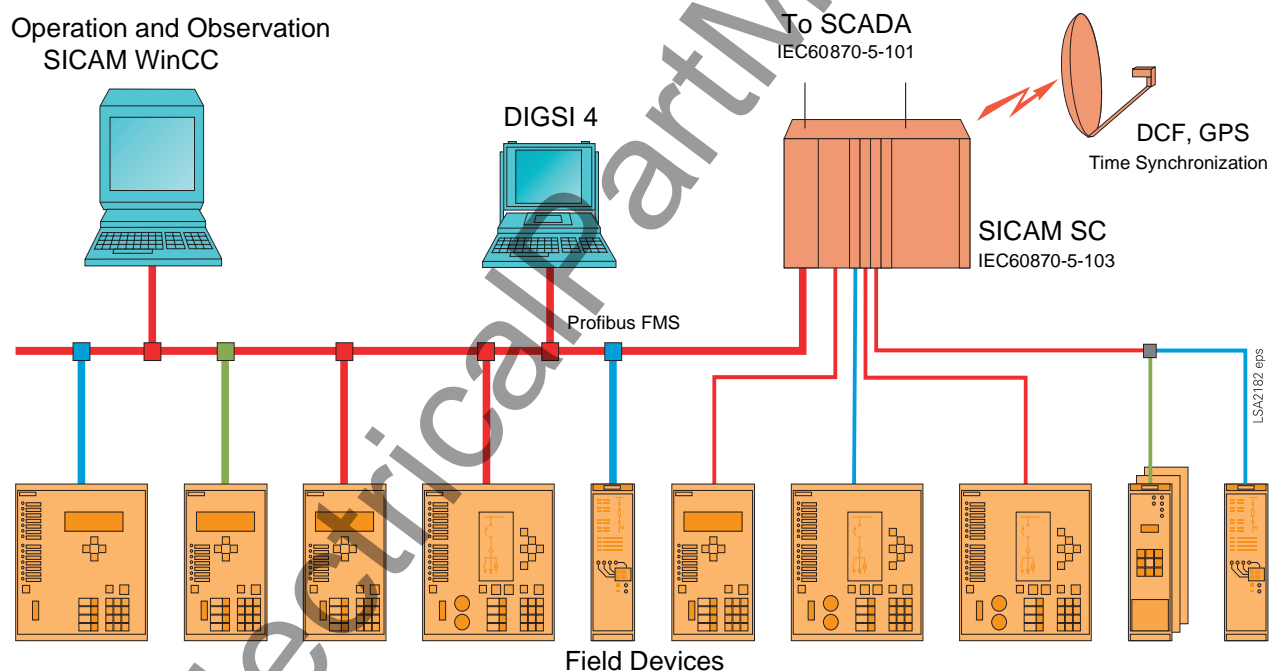 Operation and Observation
SICAM WinCC
To SCADA
IEC60870-5-101
DIGSI 4
DCF, GPS
Time Synchronization
SICAM SC
IEC60870-5-103
Profibus FMS
LSA2182 eps
Field Devices